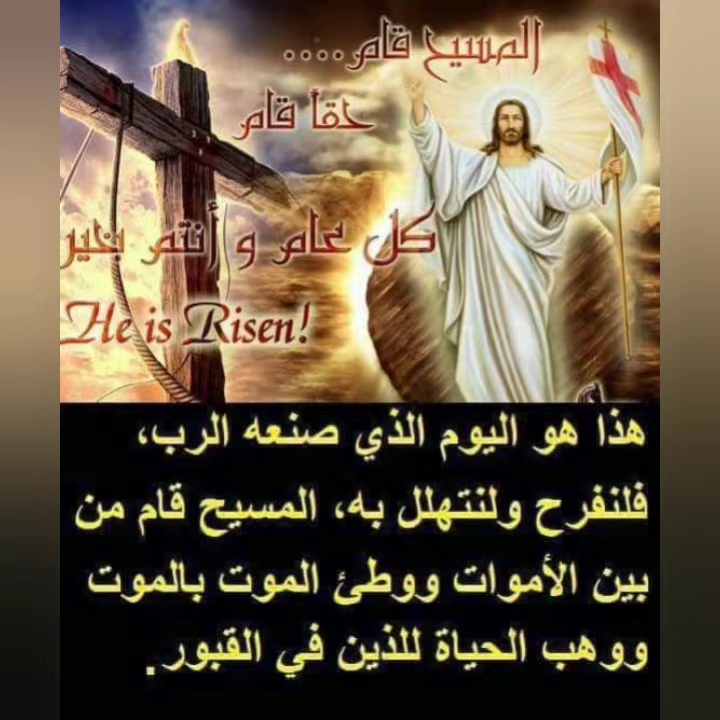 المسيح قام....
حقاً قام
كل عام و أنتم بخير
He is Risen!
هذا هو اليوم الذي صنعه الرب،
فلنفرح ولنتهلل به، المسيح قام من
بين الأموات ووطئ الموت بالموت
ووهب الحياة للذين في القبور.